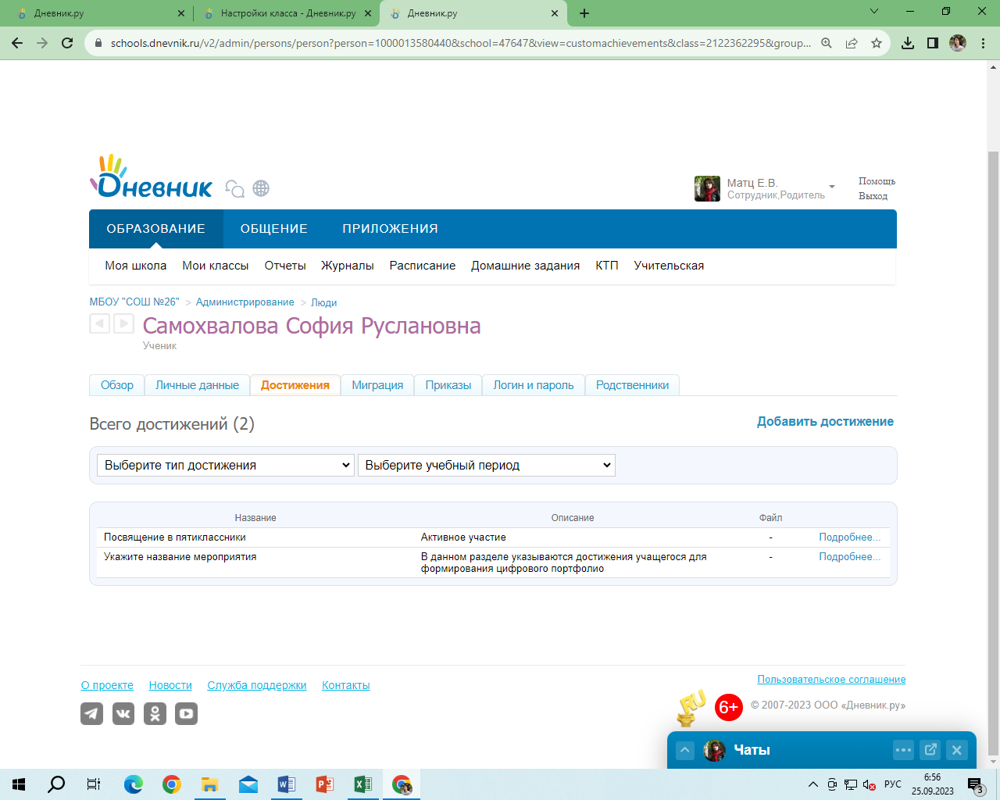 Дневник.ру
Настройки класса - Дневник.ру
Дневник.ру
schools.dnevnik.ru/v2/admin/persons/person?person=1000013580440&school=47647&view=customachievements&class=2122362295&group...
Дневник
Матц Е.В.
Сотрудник,Родитель
Помощь
Выход
ОБРАЗОВАНИЕ ОБЩЕНИЕ ПРИЛОЖЕНИЯ
Моя школа Мои классы Отчеты Журналы Расписание Домашние задания КТП Учительская
МБОУ "СОШ №26" > Администрирование > Люди
Самохвалова София Руслановна
Ученик
Обзор Личные данные Достижения Миграция Приказы Логин и пароль Родственники
Всего достижений (2)
Добавить достижение
Выберите тип достижения Выберите учебный период
Название Описание Файл
Посвящение в пятиклассники Активное участие - Подробнее...
Укажите название мероприятия В данном разделе указываются достижения учащегося для - Подробнее...
формирования цифрового портфолио
О проекте Новости Служба поддержки Контакты
Пользовательское соглашение
RU 6+ © 2007-2023 ООО «Дневник.ру»
Чаты
РУС
6:56
25.09.2023
3